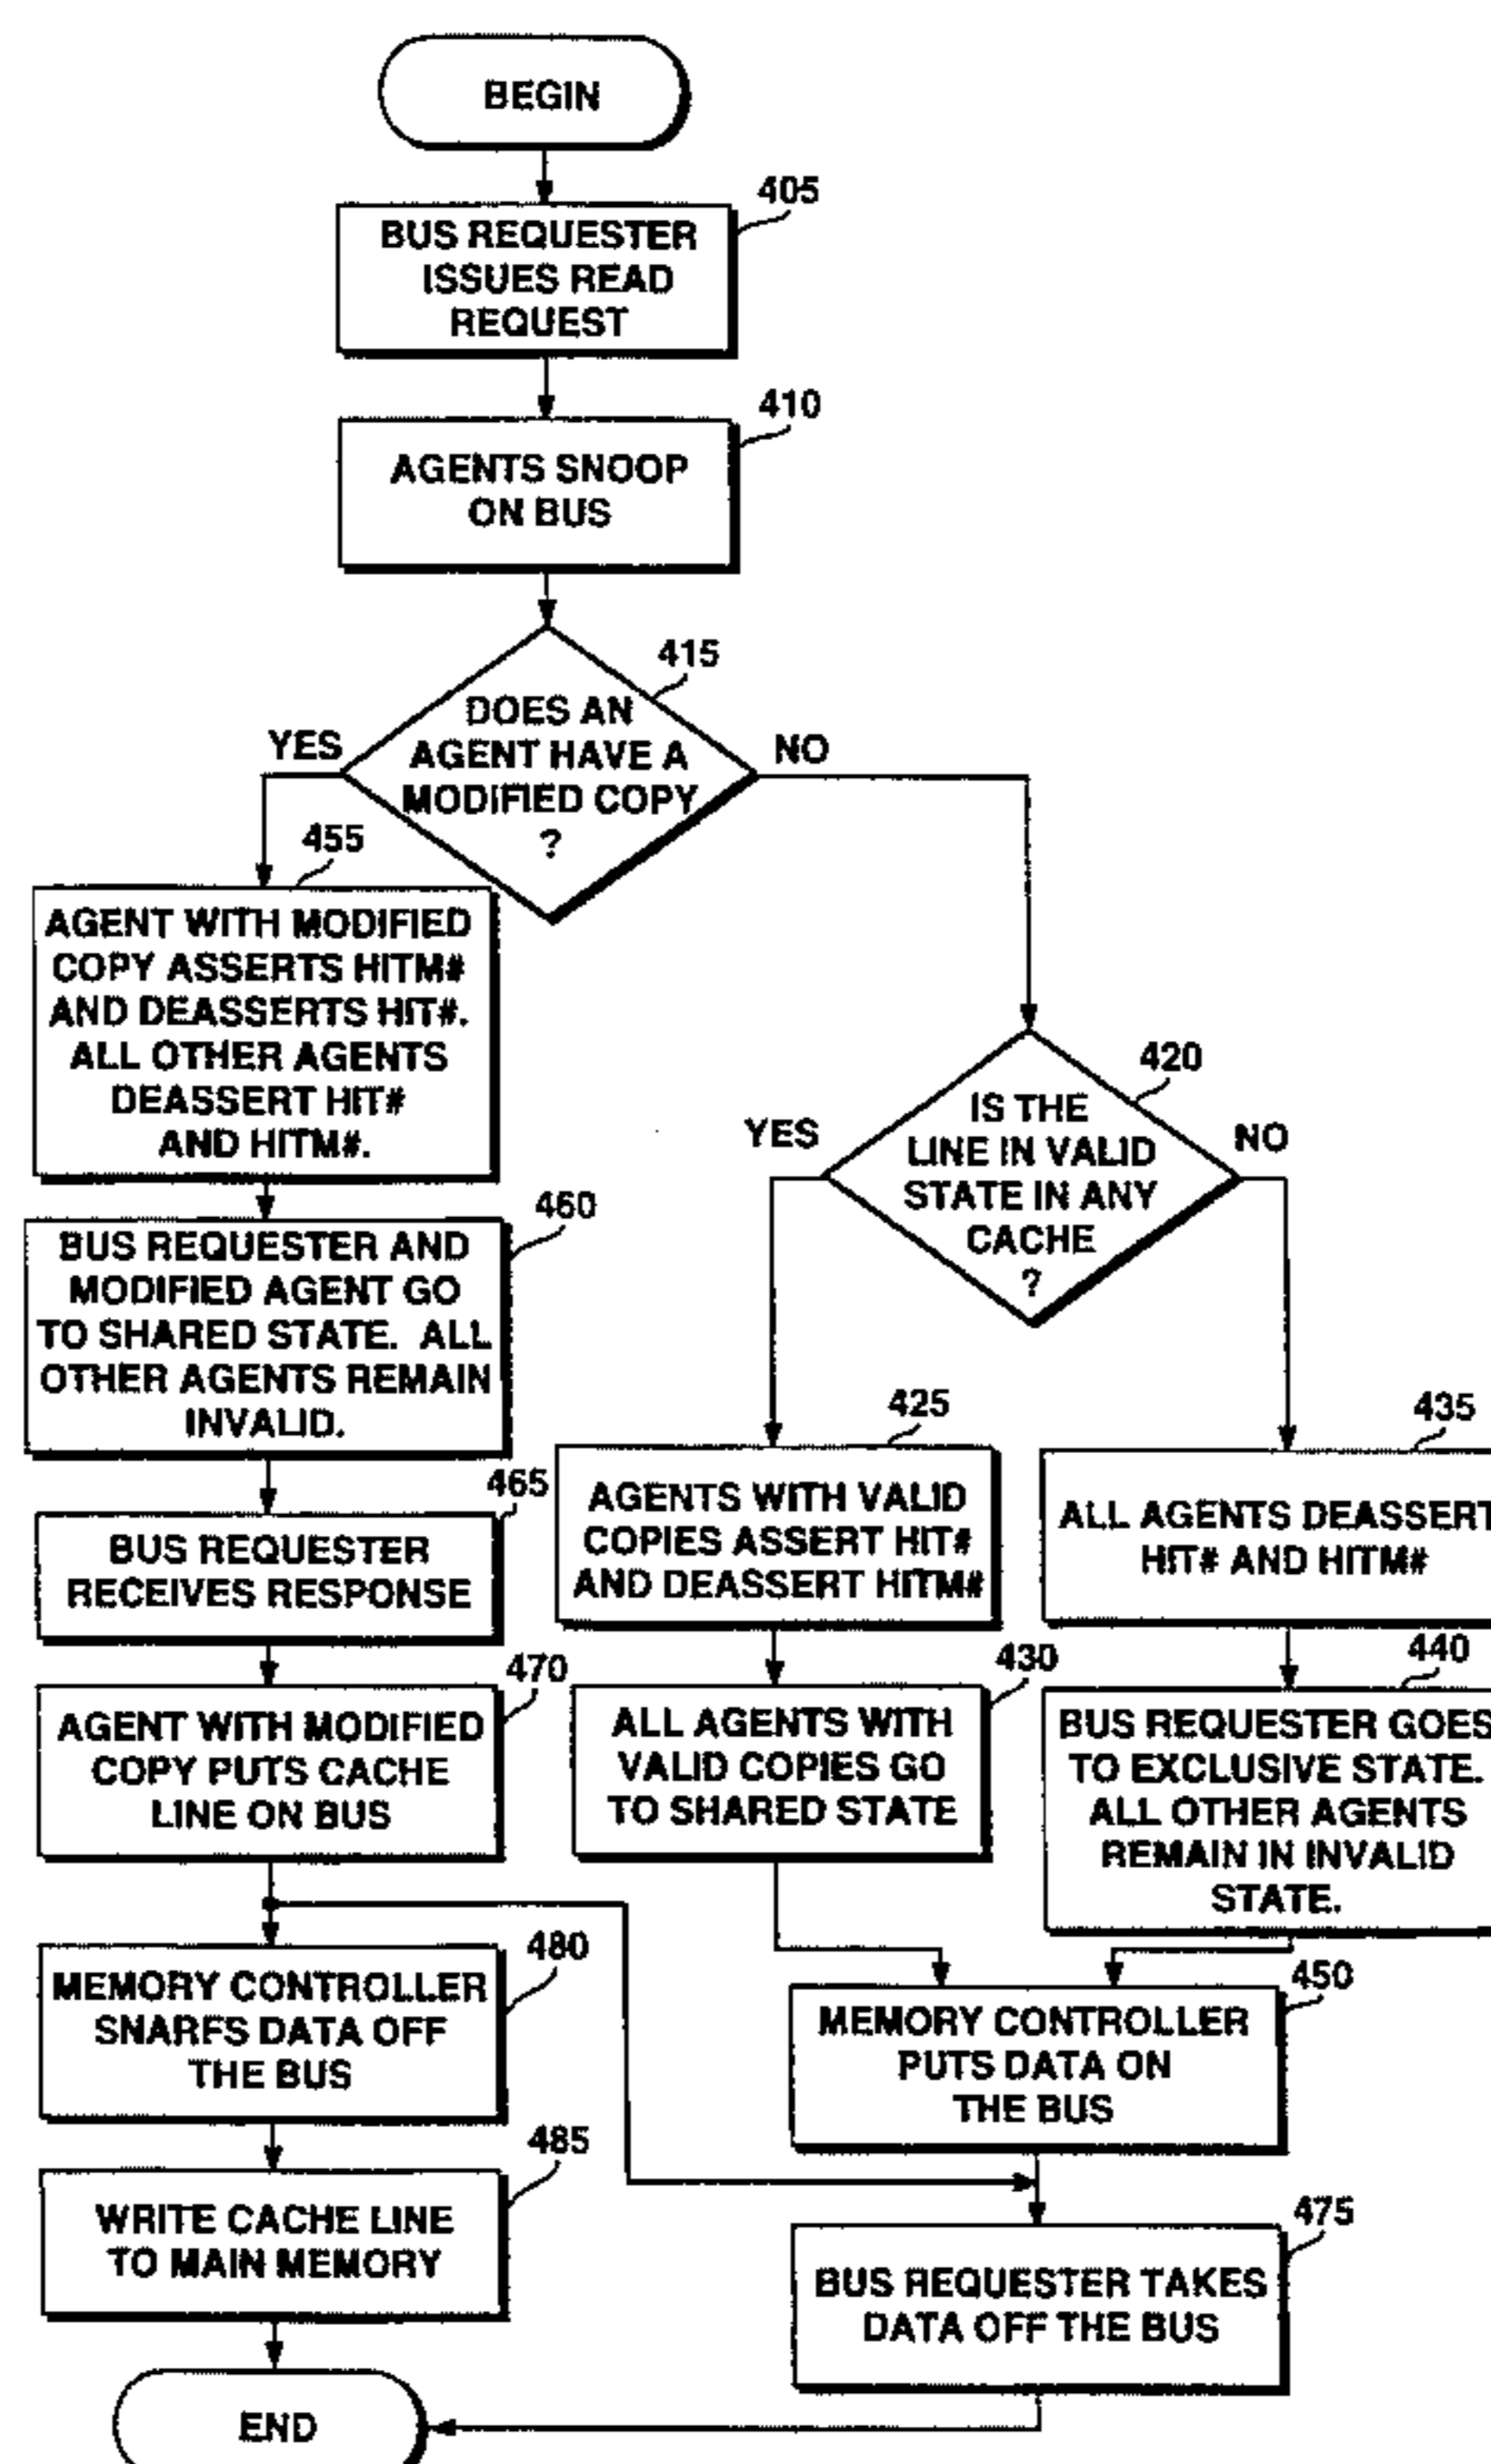 BEGIN
405
BUS REQUESTER
ISSUES READ
REQUEST
410
AGENTS SNOOP
ON BUS
415
DOES AN
AGENT HAVE A
MODIFIED COPY
?
YES
NO
455
AGENT WITH MODIFIED
COPY ASSERTS HITM#
AND DEASSERTS HIT#.
ALL OTHER AGENTS
DEASSERT HIT#
AND HITM#.
420
IS THE
LINE IN VALID
STATE IN ANY
CACHE
?
YES
NO
460
BUS REQUESTER AND
MODIFIED AGENT GO
TO SHARED STATE. ALL
OTHER AGENTS REMAIN
INVALID.
425
AGENTS WITH VALID
COPIES ASSERT HIT#
AND DEASSERT HITM#
435
ALL AGENTS DEASSERT
HIT# AND HITM#
465
BUS REQUESTER
RECEIVES RESPONSE
470
AGENT WITH MODIFIED
COPY PUTS CACHE
LINE ON BUS
430
ALL AGENTS WITH
VALID COPIES GO
TO SHARED STATE
440
BUS REQUESTER GOES
TO EXCLUSIVE STATE.
ALL OTHER AGENTS
REMAIN IN INVALID
STATE.
480
MEMORY CONTROLLER
SNARFS DATA OFF
THE BUS
450
MEMORY CONTROLLER
PUTS DATA ON
THE BUS
485
WRITE CACHE LINE
TO MAIN MEMORY
475
BUS REQUESTER TAKES
DATA OFF THE BUS
END